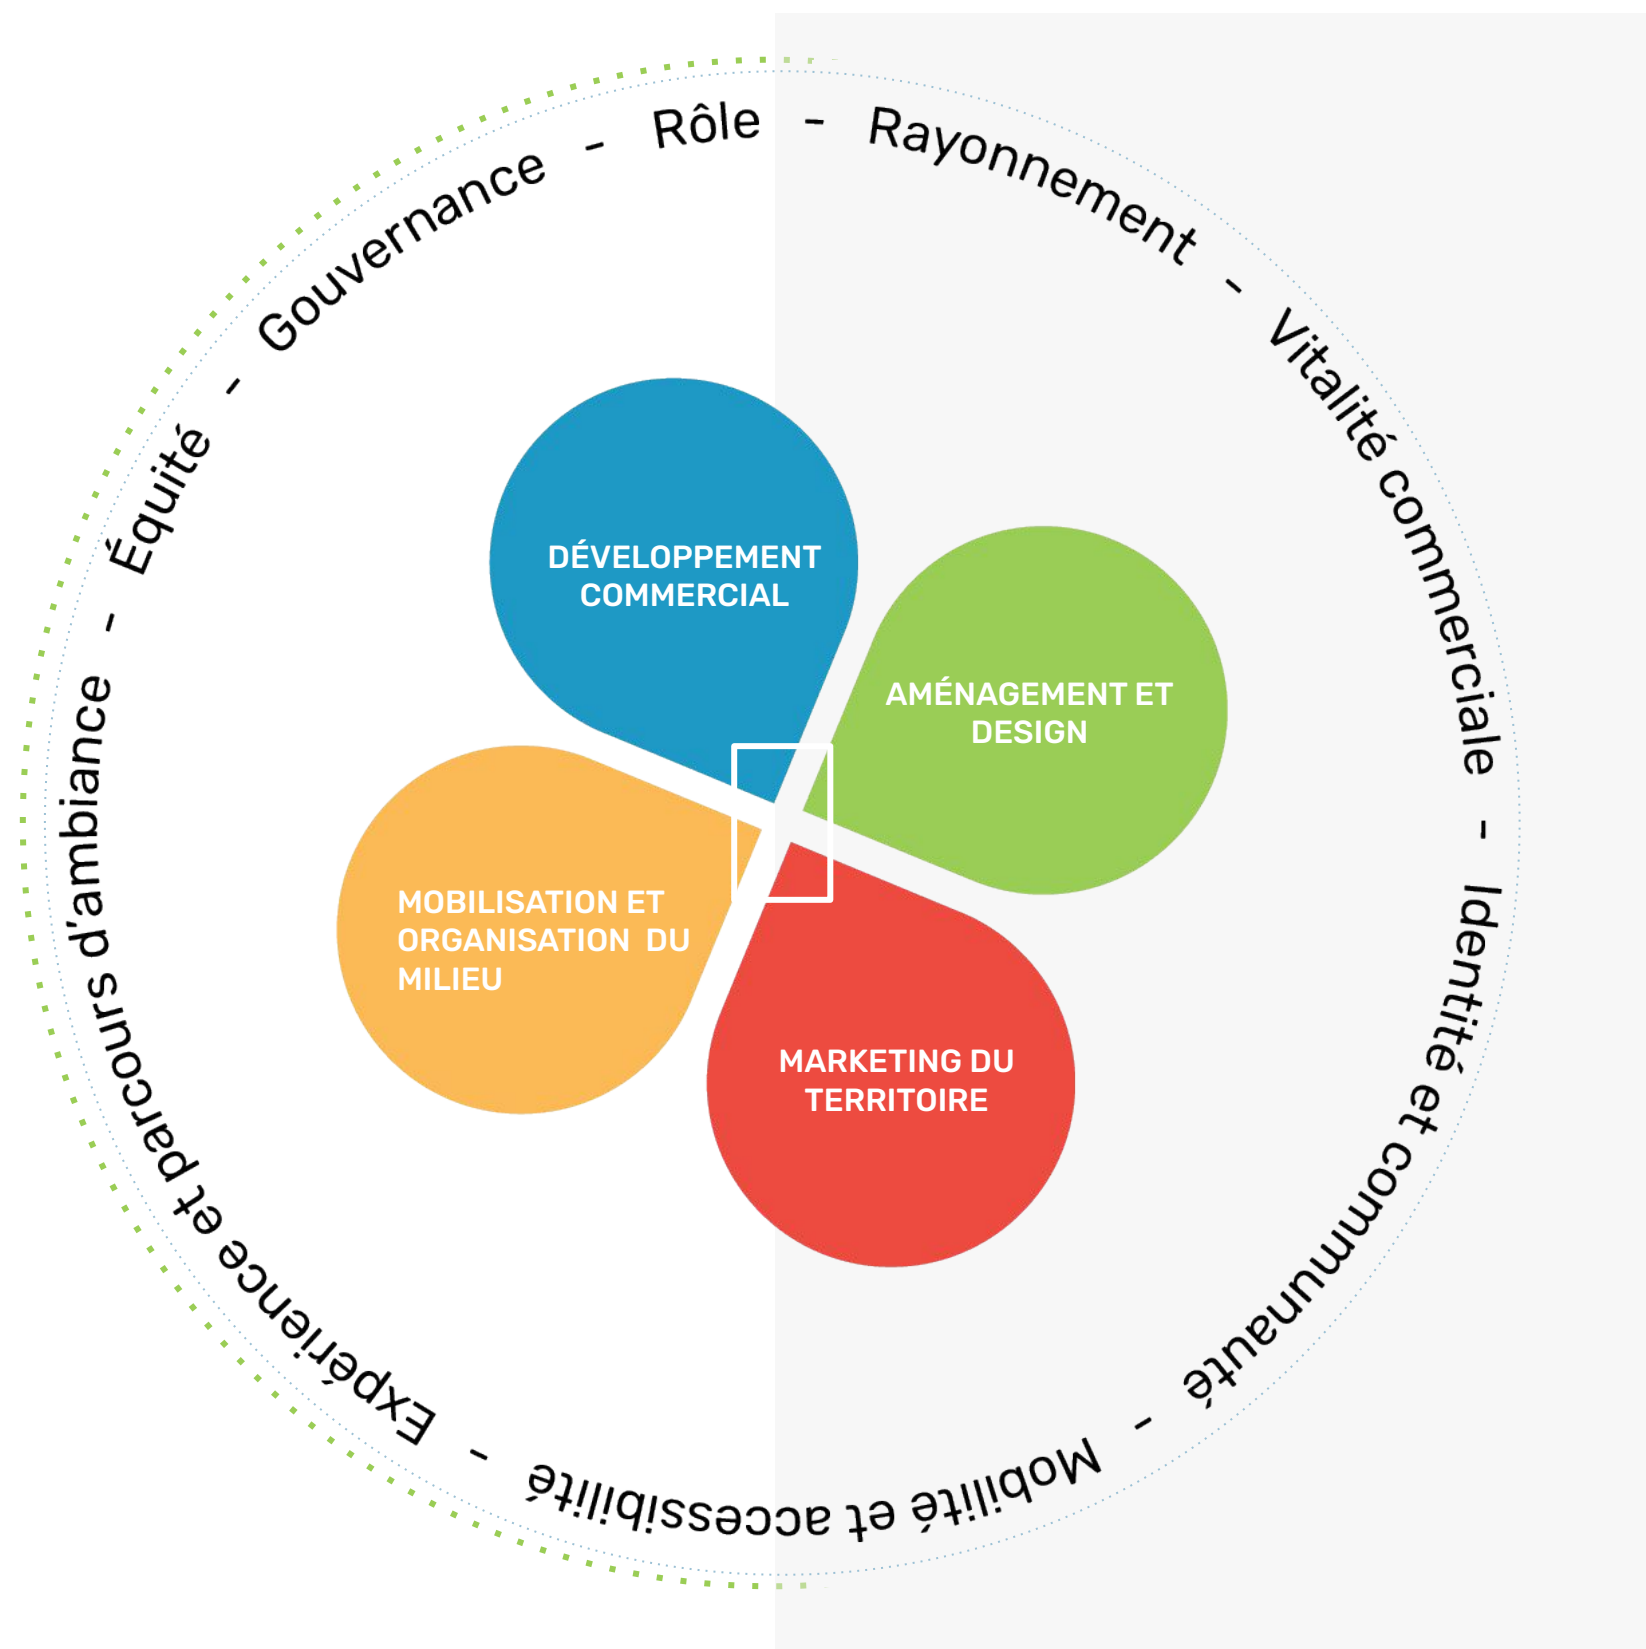 Rôle - Rayonnement - Vitalité commerciale - Identité et communauté - Mobilité et accessibilité - Expérience et parcours d'ambiance - Équité - Gouvernance -
DÉVELOPPEMENT
COMMERCIAL
AMÉNAGEMENT ET
DESIGN
MOBILISATION ET
ORGANISATION DU
MILIEU
MARKETING DU
TERRITOIRE